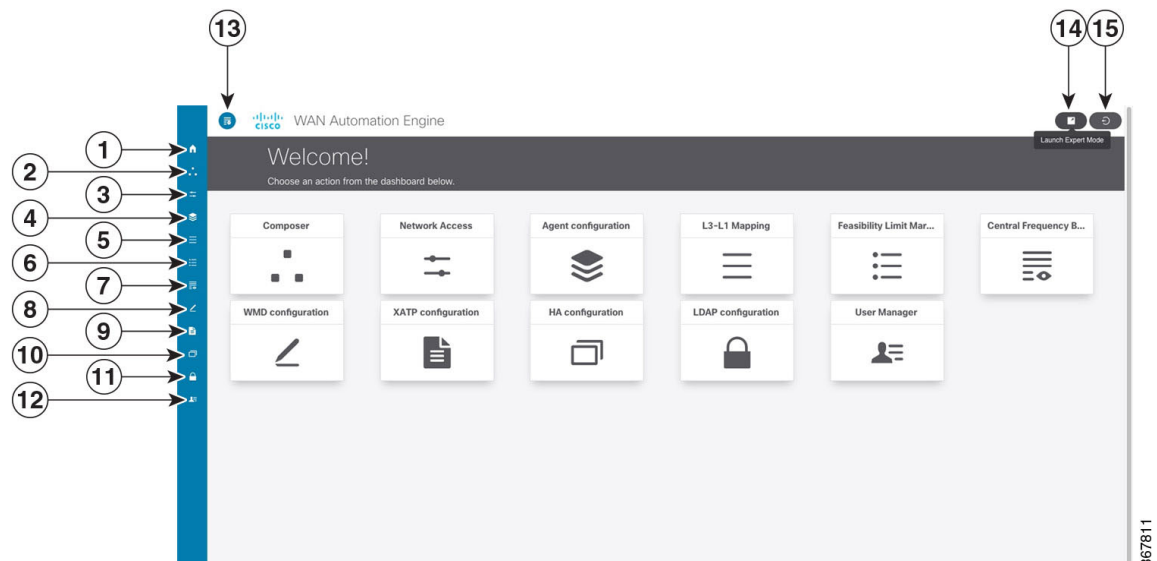 13
14
15
CISCO WAN Automation Engine
Launch Expert Mode
Welcome!
Choose an action from the dashboard below.
1
2
3
4
5
6
7
8
9
10
11
12
Composer
Network Access
Agent configuration
L3-L1 Mapping
Feasibility Limit Mar...
Central Frequency B...
WMD configuration
XATP configuration
HA configuration
LDAP configuration
User Manager
367811